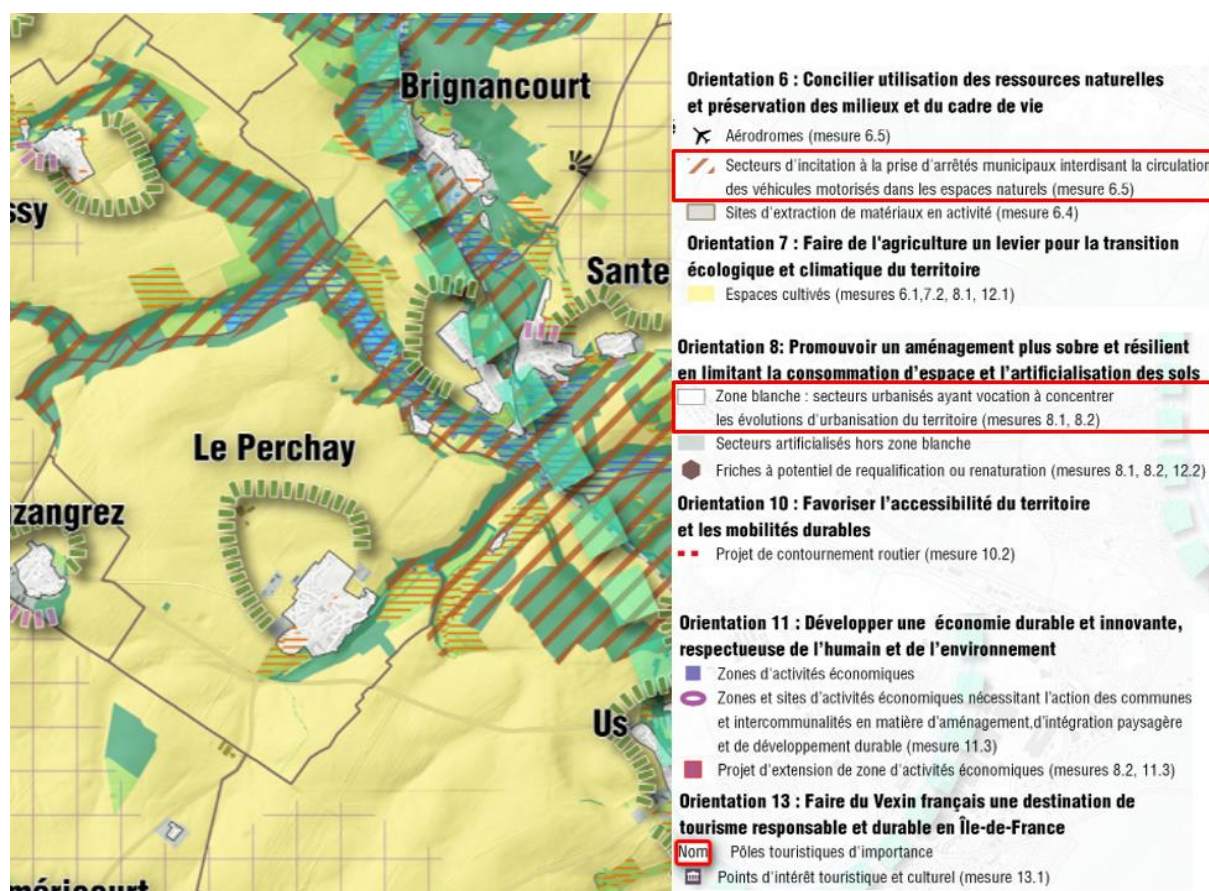 Brignancourt
ssy
Sante
Le Perchay
zangrez
Us
méricourt
Orientation 6 : Concilier utilisation des ressources naturelles
et préservation des milieux et du cadre de vie
Aérodromes (mesure 6.5)
Secteurs d'incitation à la prise d'arrêtés municipaux interdisant la circulation
des véhicules motorisés dans les espaces naturels (mesure 6.5)
Sites d'extraction de matériaux en activité (mesure 6.4)
Orientation 7 : Faire de l'agriculture un levier pour la transition
écologique et climatique du territoire
Espaces cultivés (mesures 6.1,7.2, 8.1, 12.1)
Orientation 8: Promouvoir un aménagement plus sobre et résilient
en limitant la consommation d'espace et l'artificialisation des sols
Zone blanche : secteurs urbanisés ayant vocation à concentrer
les évolutions d'urbanisation du territoire (mesures 8.1, 8.2)
Secteurs artificialisés hors zone blanche
Friches à potentiel de requalification ou renaturation (mesures 8.1, 8.2, 12.2)
Orientation 10 : Favoriser l'accessibilité du territoire
et les mobilités durables
Projet de contournement routier (mesure 10.2)
Orientation 11 : Développer une économie durable et innovante,
respectueuse de l'humain et de l'environnement
Zones d'activités économiques
Zones et sites d'activités économiques nécessitant l'action des communes
et intercommunalités en matière d'aménagement,d'intégration paysagère
et de développement durable (mesure 11.3)
Projet d'extension de zone d'activités économiques (mesures 8.2, 11.3)
Orientation 13 : Faire du Vexin français une destination de
tourisme responsable et durable en Île-de-France
Nom Pôles touristiques d'importance
Points d'intérêt touristique et culturel (mesure 13.1)